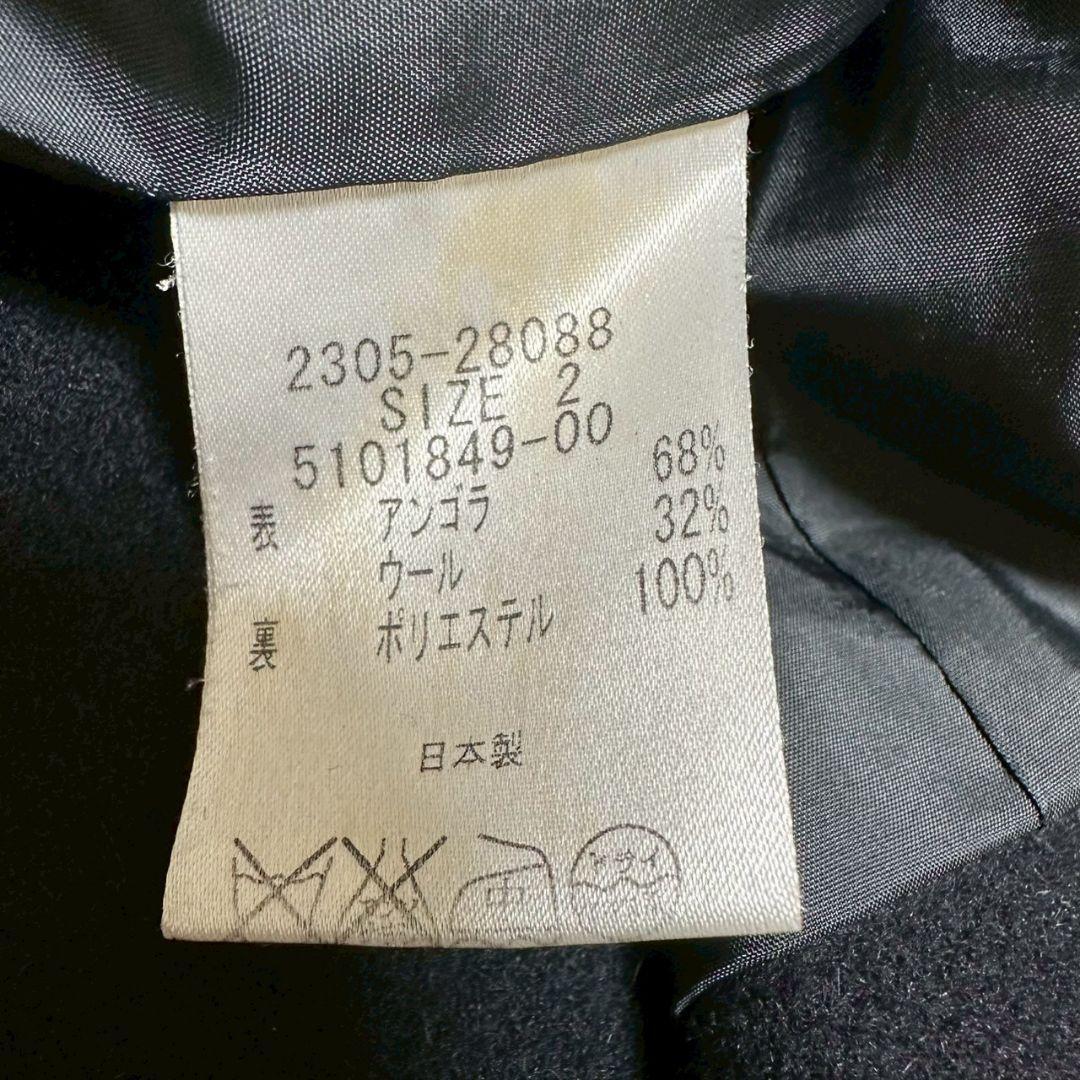 2305-28088
SIZE 2
5101849-00
表 アンゴラ 68%
ウール 32%
裏 ポリエステル 100%
日本製
中
ドライ